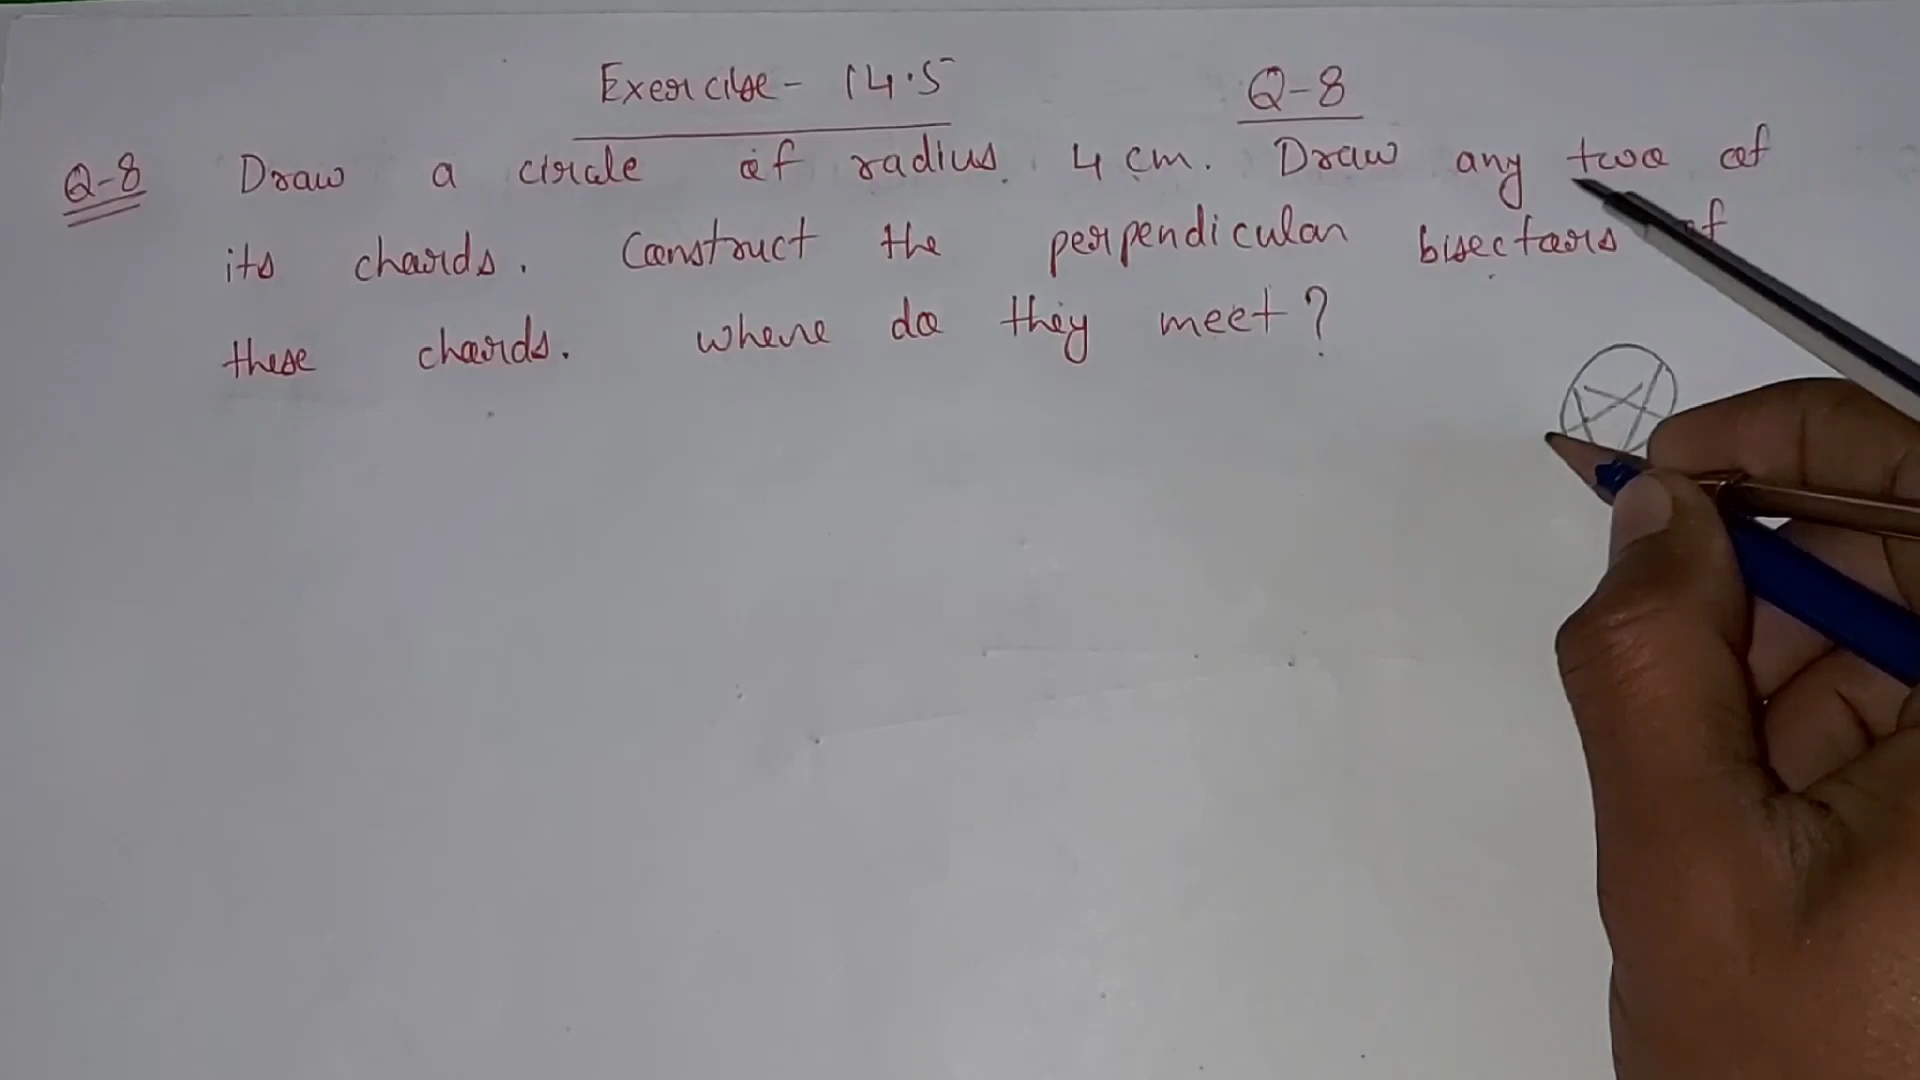 Exercise - 14.5 Q-8
Q-8 Draw a circle of radius 4 cm. Draw any two of
its chords. Construct the perpendicular bisectors of
these chords. where do they meet?